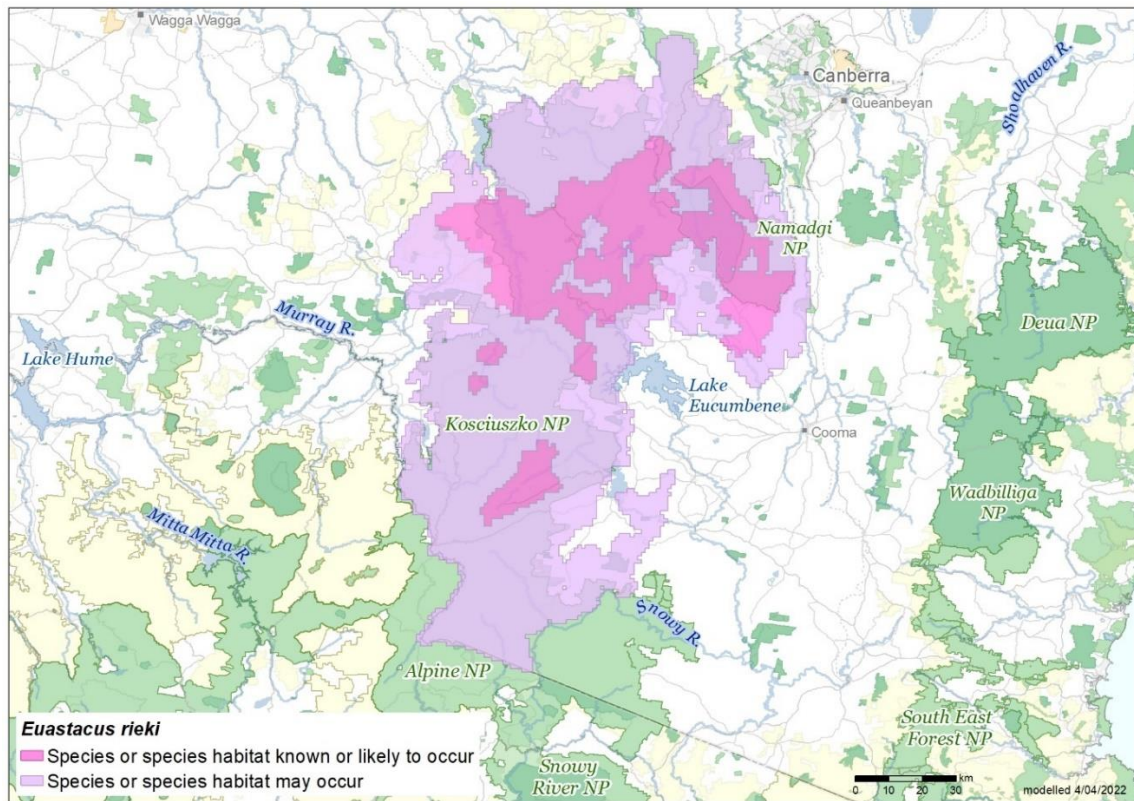 Wagga Wagga
Canberra
Queanbeyan
Shoalhaven R.
Namadgi
NP
Deua NP
Murray R.
Lake Hume
Lake
Eucumbene
Kosciuszko NP
Cooma
Wadbilliga
NP
Mitta Mitta R.
Snowy R.
Alpine NP
South East
Forest NP
Snowy
River NP
Euastacus rieki
Species or species habitat known or likely to occur
Species or species habitat may occur
km
0 10 20 30
modelled 4/04/2022